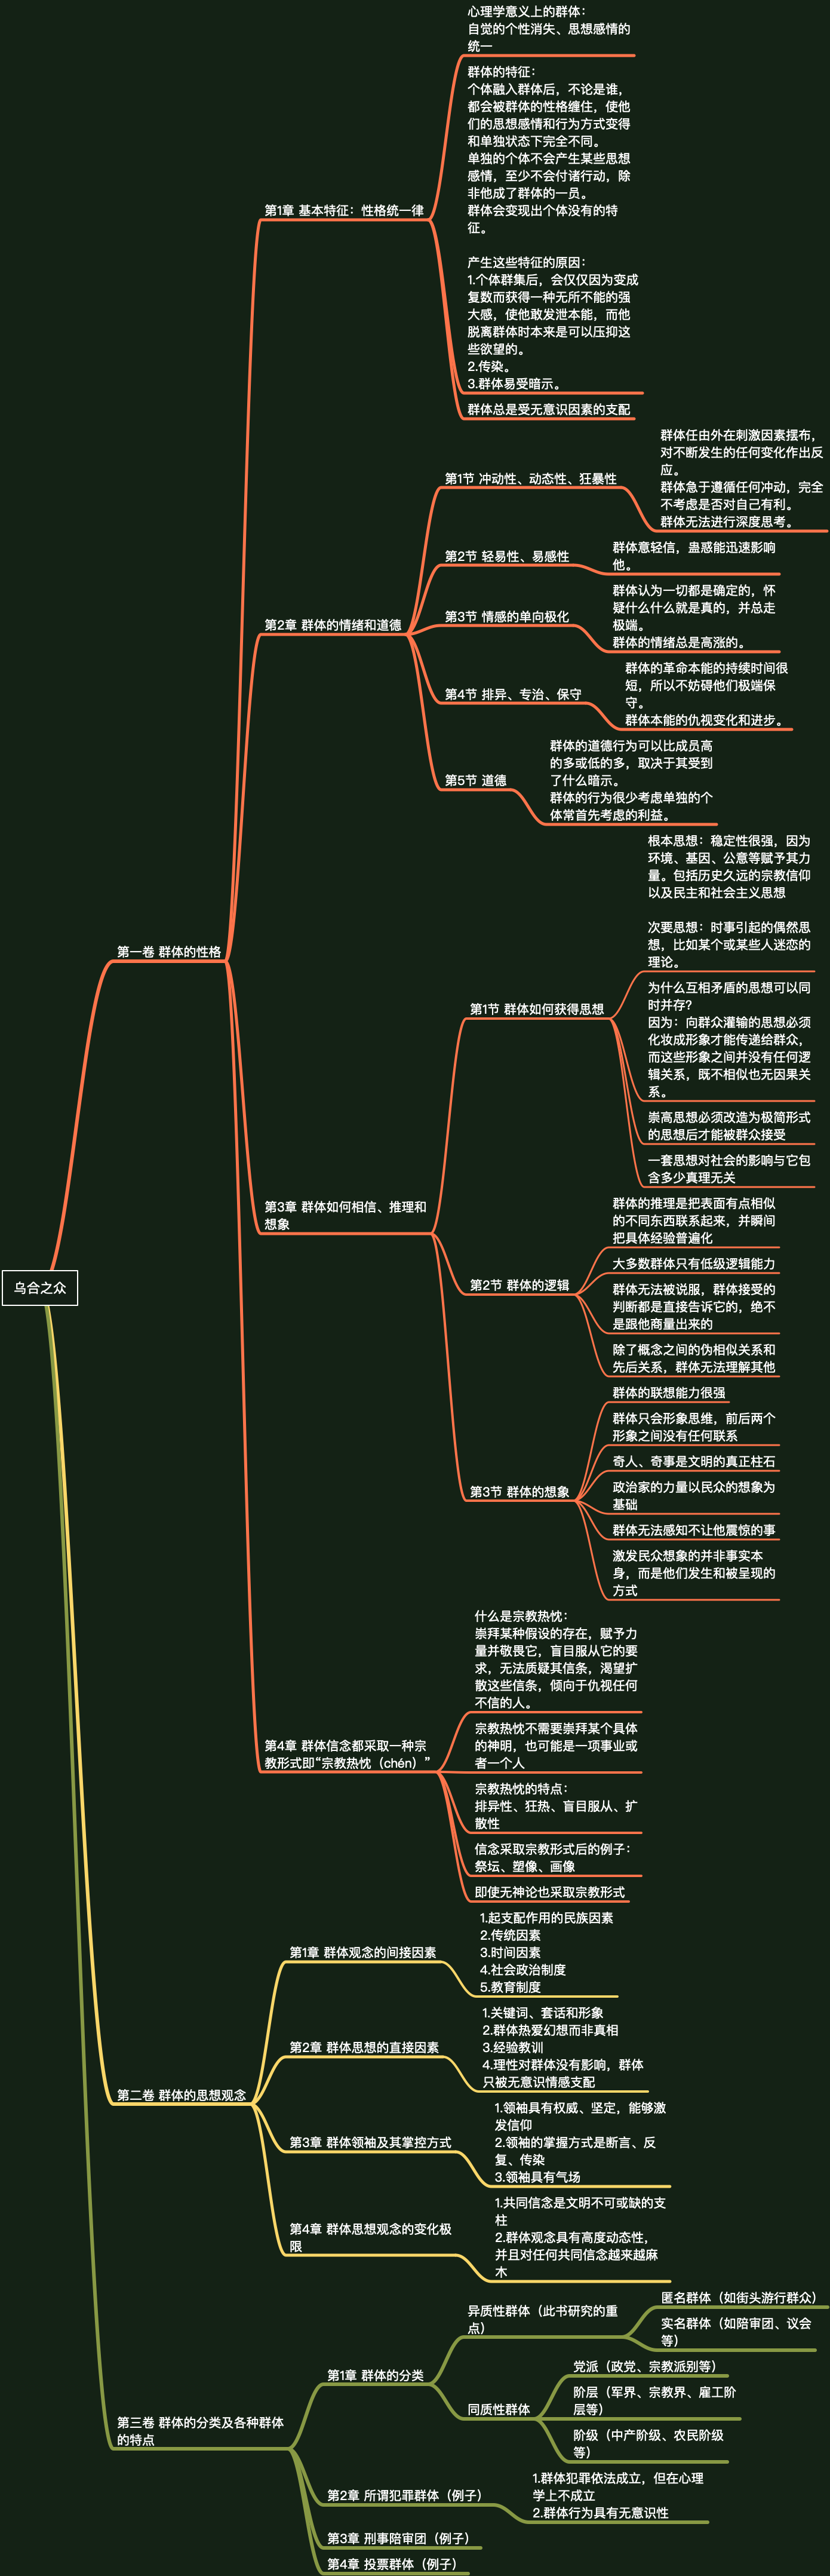 乌合之众
第一卷 群体的性格
第1章 基本特征：性格统一律
心理学意义上的群体：
自觉的个性消失、思想感情的
统一
群体的特征：
个体融入群体后，不论是谁，
都会被群体的性格缠住，使他
们的思想感情和行为方式变得
和单独状态下完全不同。
单独的个体不会产生某些思想
感情，至少不会付诸行动，除
非他成了群体的一员。
群体会变现出个体没有的特
征。
产生这些特征的原因：
1.个体群集后，会仅仅因为变成
复数而获得一种无所不能的强
大感，使他敢发泄本能，而他
脱离群体时本来是可以压抑这
些欲望的。
2.传染。
3.群体易受暗示。
群体总是受无意识因素的支配
第2章 群体的情绪和道德
第1节 冲动性、动态性、狂暴性
群体任由外在刺激因素摆布，
对不断发生的任何变化作出反
应。
群体急于遵循任何冲动，完全
不考虑是否对自己有利。
群体无法进行深度思考。
第2节 轻易性、易感性
群体意轻信，蛊惑能迅速影响
他。
第3节 情感的单向极化
群体认为一切都是确定的，怀
疑什么什么就是真的，并总走
极端。
群体的情绪总是高涨的。
第4节 排异、专治、保守
群体的革命本能的持续时间很
短，所以不妨碍他们极端保
守。
群体本能的仇视变化和进步。
第5节 道德
群体的道德行为可以比成员高
的多或低的多，取决于其受到
了什么暗示。
群体的行为很少考虑单独的个
体常首先考虑的利益。
第3章 群体如何相信、推理和
想象
第1节 群体如何获得思想
根本思想：稳定性很强，因为
环境、基因、公意等赋予其力
量。包括历史久远的宗教信仰
以及民主和社会主义思想
次要思想：时事引起的偶然思
想，比如某个或某些人迷恋的
理论。
为什么互相矛盾的思想可以同
时并存？
因为：向群众灌输的思想必须
化妆成形象才能传递给群众，
而这些形象之间并没有任何逻
辑关系，既不相似也无因果关
系。
崇高思想必须改造为极简形式
的思想后才能被群众接受
一套思想对社会的影响与它包
含多少真理无关
第2节 群体的逻辑
群体的推理是把表面有点相似
的不同东西联系起来，并瞬间
把具体经验普遍化
大多数群体只有低级逻辑能力
群体无法被说服，群体接受的
判断都是直接告诉它的，绝不
是跟他商量出来的
除了概念之间的伪相似关系和
先后关系，群体无法理解其他
第3节 群体的想象
群体的联想能力很强
群体只会形象思维，前后两个
形象之间没有任何联系
奇人、奇事是文明的真正柱石
政治家的力量以民众的想象为
基础
群体无法感知不让他震惊的事
激发民众想象的并非事实本
身，而是他们发生和被呈现的
方式
第4章 群体信念都采取一种宗
教形式即“宗教热忱（chén）”
什么是宗教热忱：
崇拜某种假设的存在，赋予力
量并敬畏它，盲目服从它的要
求，无法质疑其信条，渴望扩
散这些信条，倾向于仇视任何
不信的人。
宗教热忱不需要崇拜某个具体
的神明，也可能是一项事业或
者一个人
宗教热忱的特点：
排异性、狂热、盲目服从、扩
散性
信念采取宗教形式后的例子：
祭坛、塑像、画像
即使无神论也采取宗教形式
第二卷 群体的思想观念
第1章 群体观念的间接因素
1.起支配作用的民族因素
2.传统因素
3.时间因素
4.社会政治制度
5.教育制度
第2章 群体思想的直接因素
1.关键词、套话和形象
2.群体热爱幻想而非真相
3.经验教训
4.理性对群体没有影响，群体
只被无意识情感支配
第3章 群体领袖及其掌控方式
1.领袖具有权威、坚定，能够激
发信仰
2.领袖的掌握方式是断言、反
复、传染
3.领袖具有气场
第4章 群体思想观念的变化极
限
1.共同信念是文明不可或缺的支
柱
2.群体观念具有高度动态性，
并且对任何共同信念越来越麻
木
第三卷 群体的分类及各种群体
的特点
第1章 群体的分类
异质性群体（此书研究的重
点）
匿名群体（如街头游行群众）
实名群体（如陪审团、议会
等）
同质性群体
党派（政党、宗教派别等）
阶层（军界、宗教界、雇工阶
层等）
阶级（中产阶级、农民阶级
等）
第2章 所谓犯罪群体（例子）
1.群体犯罪依法成立，但在心理
学上不成立
2.群体行为具有无意识性
第3章 刑事陪审团（例子）
第4章 投票群体（例子）